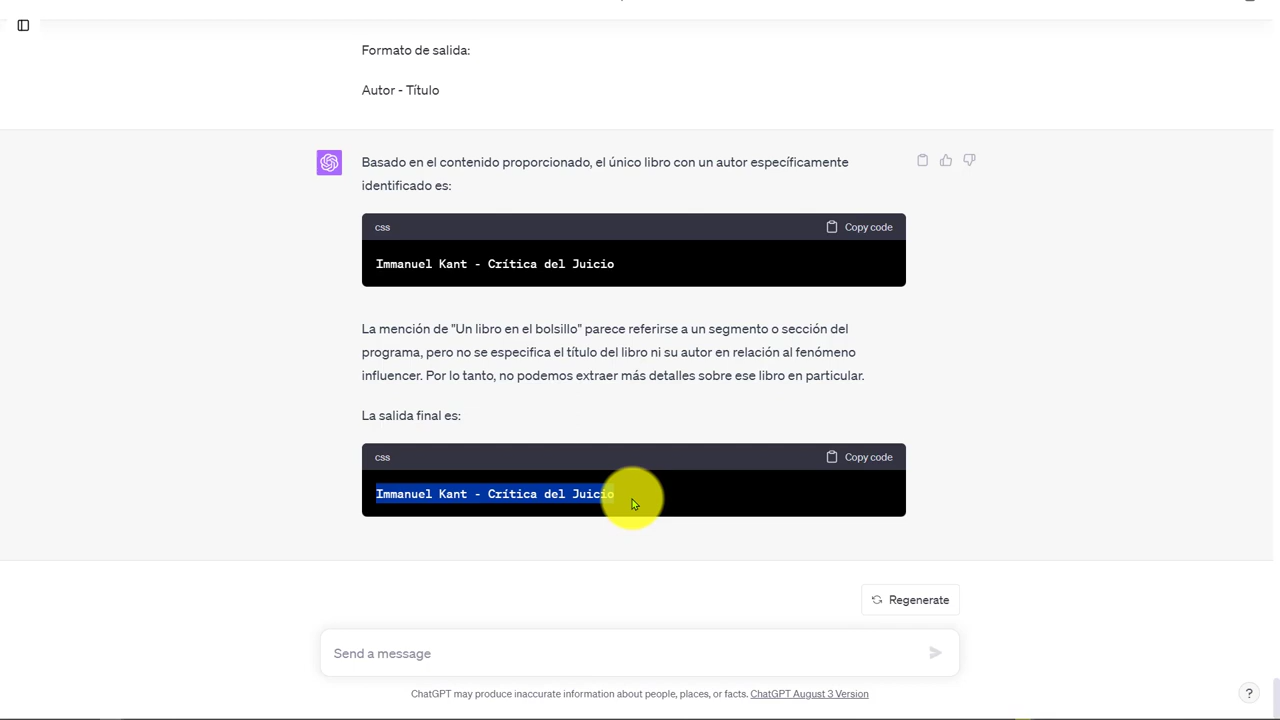 Formato de salida:
Autor - Título
Basado en el contenido proporcionado, el único libro con un autor específicamente
identificado es:
css
Copy code
Immanuel Kant - Crítica del Juicio
La mención de "Un libro en el bolsillo" parece referirse a un segmento o sección del
programa, pero no se especifica el título del libro ni su autor en relación al fenómeno
influencer. Por lo tanto, no podemos extraer más detalles sobre ese libro en particular.
La salida final es:
css
Copy code
Immanuel Kant - Crítica del Juicio
Regenerate
Send a message
ChatGPT may produce inaccurate information about people, places, or facts. ChatGPT August 3 Version
?